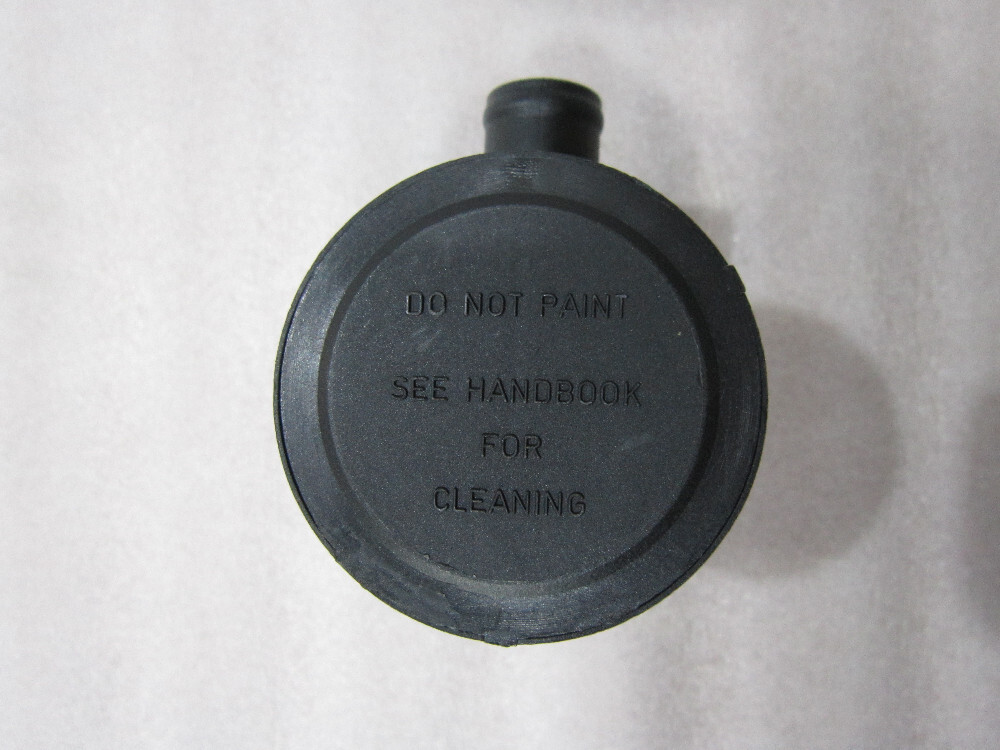 DO NOT PAINT
SEE HANDBOOK
FOR
CLEANING